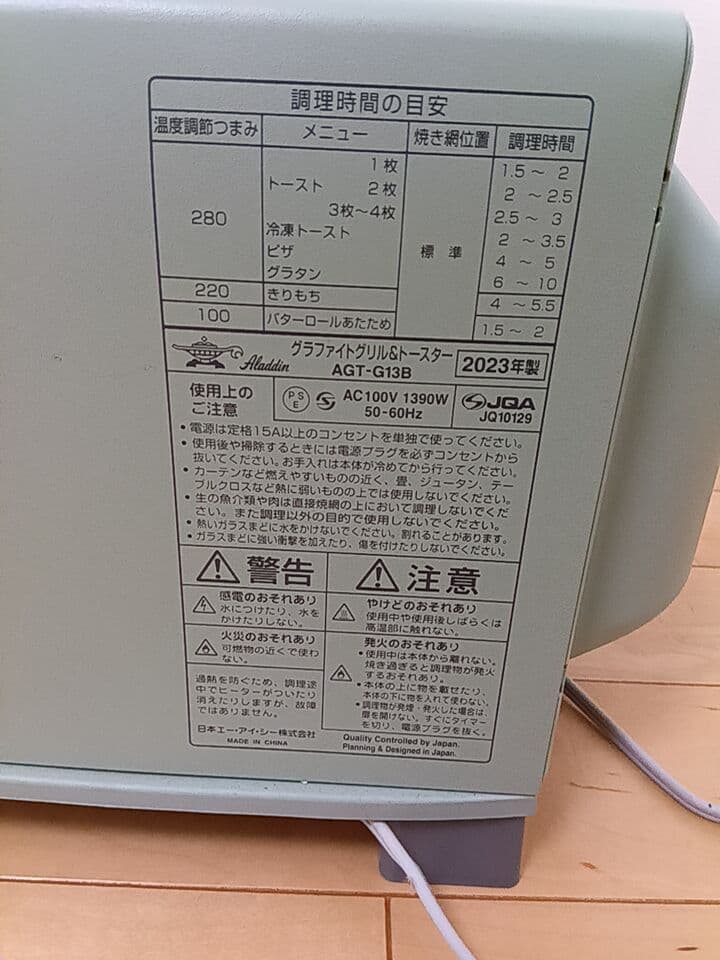 調理時間の目安
温度調節つまみ メニュー 焼き網位置 調理時間
280 トースト 1枚 標準 1.5～2
2枚 2～2.5
3枚～4枚 2.5～3
冷凍トースト 2～3.5
ピザ 4～5
グラタン 6～10
220 きりもち 4～5.5
100 バターロールあたため 1.5～2
Aladdin グラファイトグリル&トースター
AGT-G13B 2023年製
使用上の
ご注意
PSE S AC100V 1390W
50-60Hz
SJQA
JQ10129
・電源は定格15A以上のコンセントを単独で使ってください。
・使用後や掃除するときには電源プラグを必ずコンセントから
抜いてください。お手入れは本体が冷めてから行ってください。
・カーテンなど燃えやすいものの近く、畳、ジュータン、テー
ブルクロスなど熱に弱いものの上では使用しないでください。
・生の魚介類や肉は直接焼網の上において調理しないでくだ
さい。また調理以外の目的で使用しないでください。
・熱いガラスまどに水をかけないでください。割れることがあります。
・ガラスまどに強い衝撃を加えたり、傷を付けたりしないでください。
警告
感電のおそれあり
水につけたり、水を
かけたりしない。
火災のおそれあり
可燃物の近くで使わ
ない。
過熱を防ぐため、調理途
中でヒーターがついたり
消えたりしますが、故障
ではありません。
日本エー・アイ・シー株式会社
MADE IN CHINA
注意
やけどのおそれあり
使用中や使用後しばらくは
高温部に触れない。
発火のおそれあり
・使用中は本体から離れない。
焼き過ぎると調理物が発火
するおそれあり。
・本体の上に物を載せたり、
本体の下に物を入れて使わない。
・調理物が発煙・発火した場合は、
扉を開けない。すぐにタイマー
を切り、電源プラグを抜く。
Quality Controlled by Japan.
Planning & Designed in Japan.